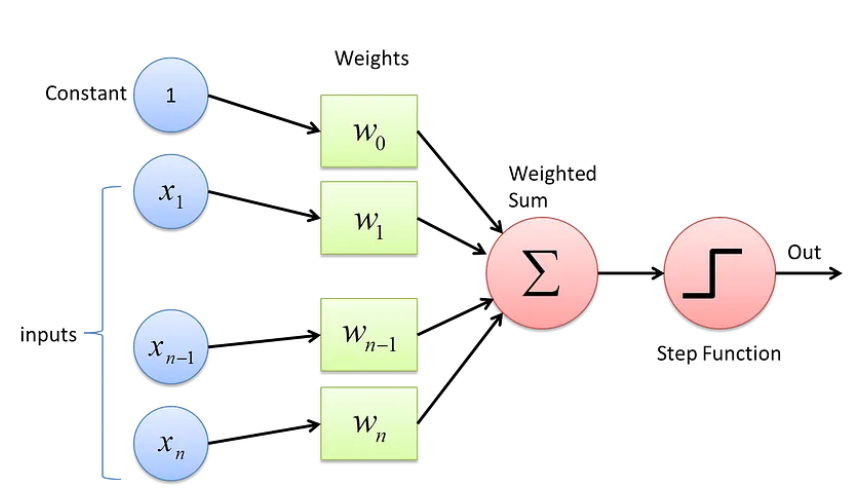 Weights
Constant
1
w₀
x₁
w₁
Weighted
Sum
Σ
Out
inputs
xₙ₋₁
wₙ₋₁
Step Function
xₙ
wₙ